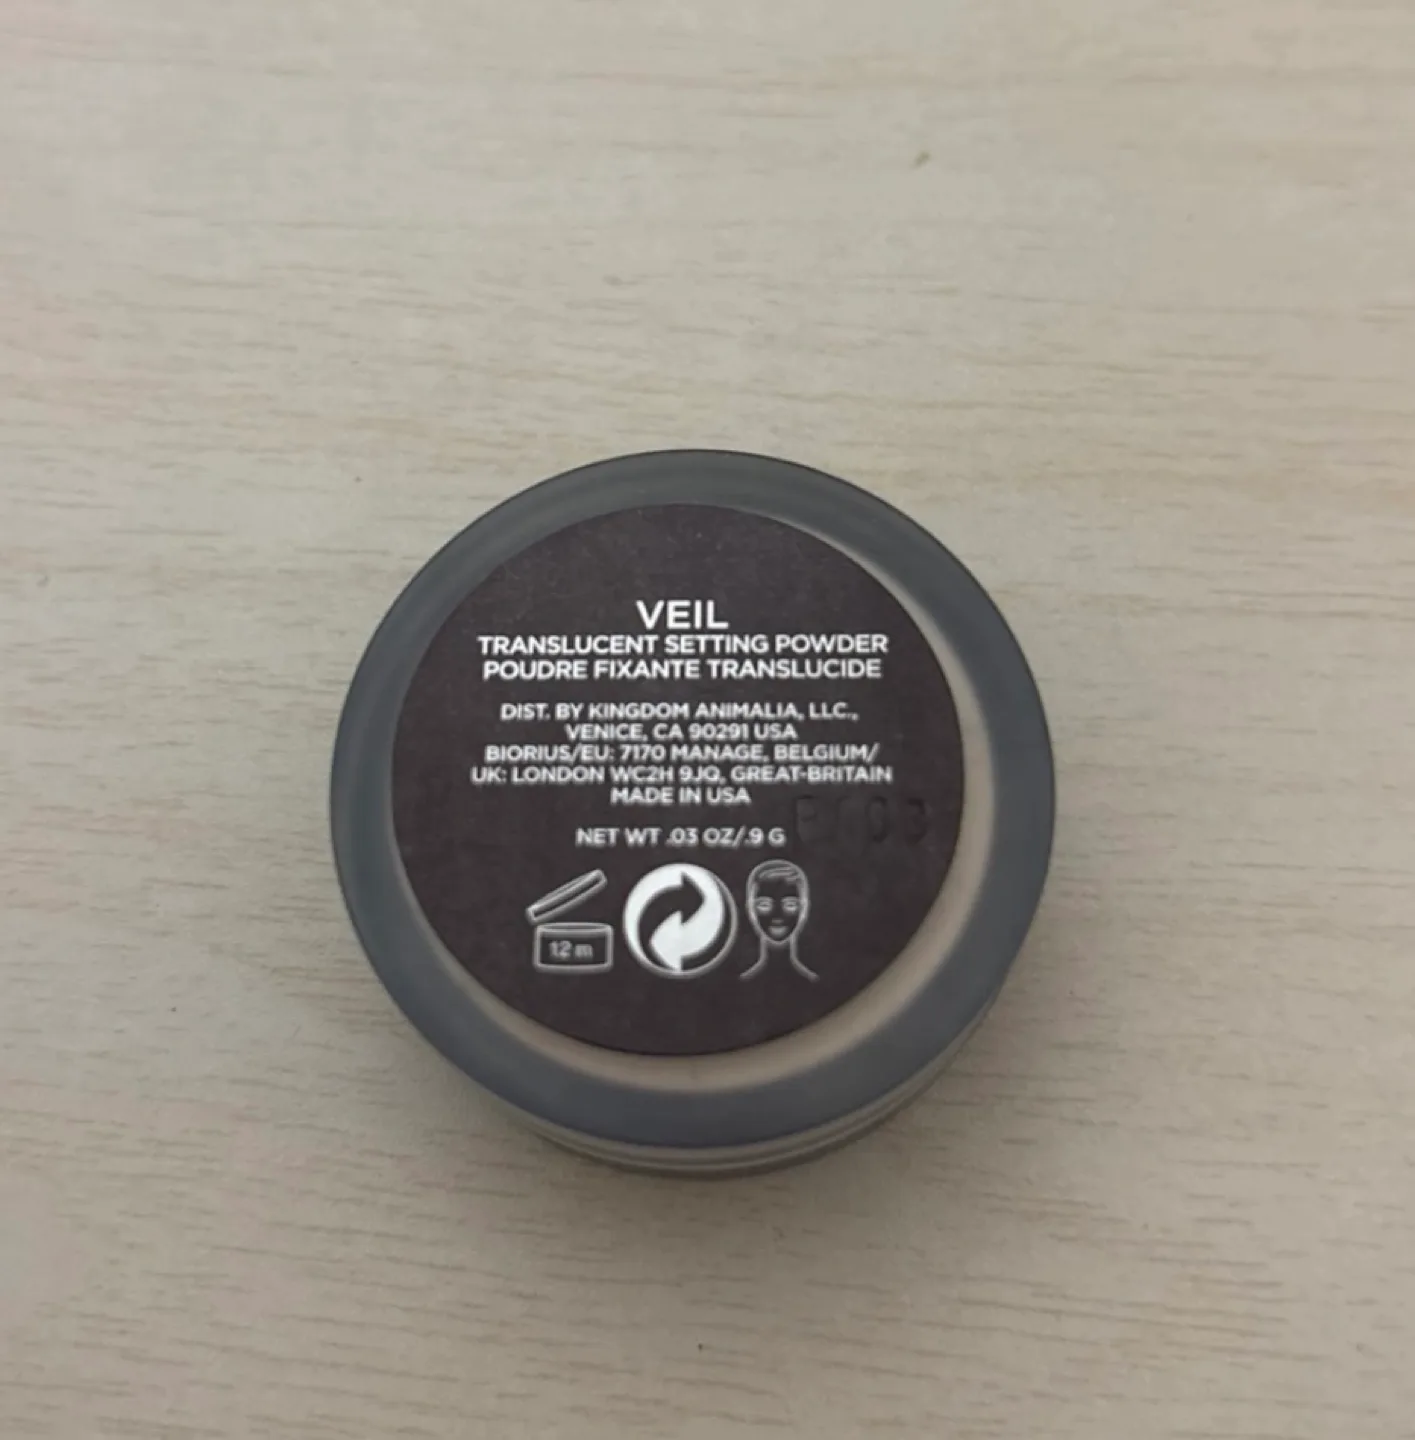 VEIL
TRANSLUCENT SETTING POWDER
POUDRE FIXANTE TRANSLUCIDE
DIST. BY KINGDOM ANIMALIA, LLC.,
VENICE, CA 90291 USA
BIORIUS/EU: 7170 MANAGE, BELGIUM/
UK: LONDON WC2H 9JQ, GREAT-BRITAIN
MADE IN USA
NET WT .03 OZ/.9 G
12 m